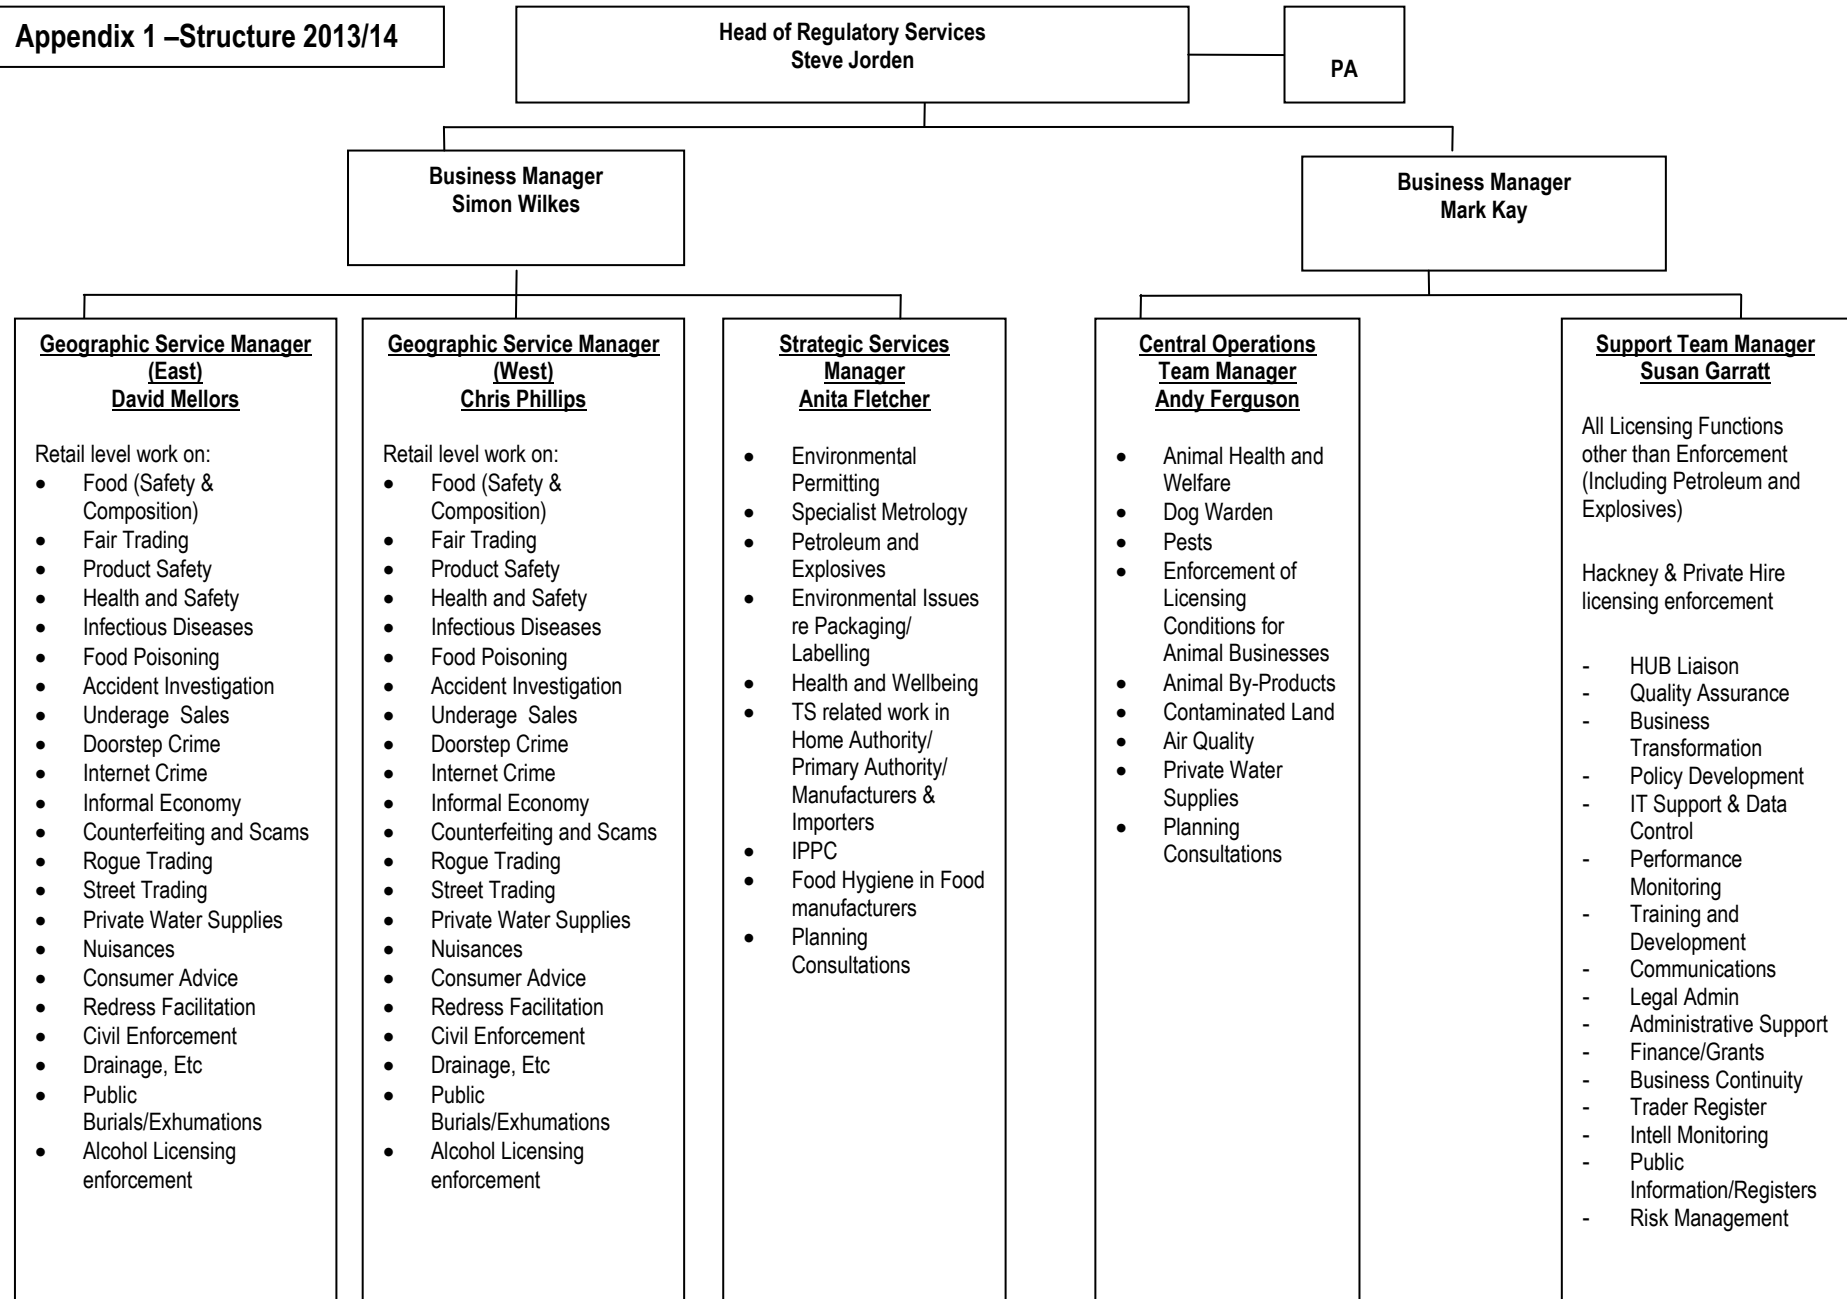 Appendix 1 –Structure 2013/14
Head of Regulatory Services
Steve Jorden
PA
Business Manager
Simon Wilkes
Business Manager
Mark Kay
Geographic Service Manager
(East)
David Mellors
Retail level work on:
• Food (Safety &
Composition)
• Fair Trading
• Product Safety
• Health and Safety
• Infectious Diseases
• Food Poisoning
• Accident Investigation
• Underage  Sales
• Doorstep Crime
• Internet Crime
• Informal Economy
• Counterfeiting and Scams
• Rogue Trading
• Street Trading
• Private Water Supplies
• Nuisances
• Consumer Advice
• Redress Facilitation
• Civil Enforcement
• Drainage, Etc
• Public
Burials/Exhumations
• Alcohol Licensing
enforcement
Geographic Service Manager
(West)
Chris Phillips
Retail level work on:
• Food (Safety &
Composition)
• Fair Trading
• Product Safety
• Health and Safety
• Infectious Diseases
• Food Poisoning
• Accident Investigation
• Underage  Sales
• Doorstep Crime
• Internet Crime
• Informal Economy
• Counterfeiting and Scams
• Rogue Trading
• Street Trading
• Private Water Supplies
• Nuisances
• Consumer Advice
• Redress Facilitation
• Civil Enforcement
• Drainage, Etc
• Public
Burials/Exhumations
• Alcohol Licensing
enforcement
Strategic Services
Manager
Anita Fletcher
• Environmental
Permitting
• Specialist Metrology
• Petroleum and
Explosives
• Environmental Issues
re Packaging/
Labelling
• Health and Wellbeing
• TS related work in
Home Authority/
Primary Authority/
Manufacturers &
Importers
• IPPC
• Food Hygiene in Food
manufacturers
• Planning
Consultations
Central Operations
Team Manager
Andy Ferguson
• Animal Health and
Welfare
• Dog Warden
• Pests
• Enforcement of
Licensing
Conditions for
Animal Businesses
• Animal By-Products
• Contaminated Land
• Air Quality
• Private Water
Supplies
• Planning
Consultations
Support Team Manager
Susan Garratt
All Licensing Functions
other than Enforcement
(Including Petroleum and
Explosives)
Hackney & Private Hire
licensing enforcement
- HUB Liaison
- Quality Assurance
- Business
Transformation
- Policy Development
- IT Support & Data
Control
- Performance
Monitoring
- Training and
Development
- Communications
- Legal Admin
- Administrative Support
- Finance/Grants
- Business Continuity
- Trader Register
- Intell Monitoring
- Public
Information/Registers
- Risk Management